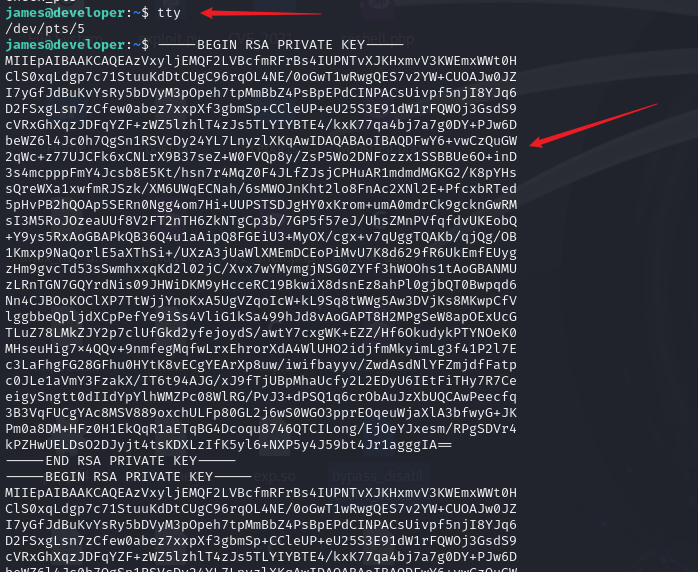 james@developer:~$ tty
/dev/pts/5
james@developer:~$ -----BEGIN RSA PRIVATE KEY-----
MIIEpAIBAAKCAQEAzVxyljEMQF2LVBcfmRFrBs4IUPNTvXJKHxmvV3KWEmxWWt0H
ClS0xqLdgp7c71StuuKdDtCUgC96rqOL4NE/0oGwT1wRwgQES7v2YW+CUOAJw0JZ
I7yGfJdBuKvYsRy5bDVyM3pOpeh7tpMmBbZ4PsBpEPdCINPACsUivpf5njI8YJq6
D2FSxgLsn7zCfew0abez7xxpXf3gbmSp+CCleUP+eU25S3E91dW1rFQWOj3GsdS9
cVRxGhXqzJDFqYZF+zWZ5lzhlT4zJs5TLYIYBTE4/kxK77qa4bj7a7g0DY+PJw6D
beWZ6l4Jc0h7QgSn1RSVcDy24YL7LnyzlXKqAwIDAQABAoIBAQDFwY6+vwCzQuGW
2qWc+z77UJCFk6xCNLrX9B37seZ+W0FVQp8y/ZsP5Wo2DNFozzx1SSBBUe6O+inD
3s4mcpppFmY4Jcsb8E5Kt/hsn7r4MqZ0F4JLfZJsjCPHuAR1mdmdMGKG2/K8pYHs
sQreWXa1xwfmRJSzk/XM6UWqECNah/6sMWOJnKht2lo8FnAc2XNl2E+PfcxbRTed
5pHvPB2hQOAp5SERn0Ngg4om7Hi+UUPSTSDJgHY0xKrom+umA0mdrCk9gcknGwRM
sI3M5RoJOzeaUUf8V2FT2nTH6ZkNTgCp3b/7GP5f57eJ/UhsZMnPVfqfdvUKEobQ
+Y9ys5RxAoGBAPkQB36Q4u1aAipQ8FGEiU3+MyOX/cgx+v7qUggTQAKb/qjQg/OB
1Kmxp9NaQorlE5aXThSi+/UXzA3jUaWlXMEmDCEoPiMvU7K8d629fR6UkEmfEUyg
zHm9gvcTd53sSwmhxxqKd2l02jC/Xvx7wYMymgjNSG0ZYFf3hWOOhs1tAoGBANMU
zLRnTGN7GQYrdNis09JHWiDKM9yHcceRC19BkwiX8dsnEz8ahPl0gjbQT0Bwpqd6
Nn4CJBOoKOClXP7TtWjjYnoKxA5UgVZqoIcW+kL9Sq8tWWg5Aw3DVjKs8MKwpCfV
lggbbeQpljdXCpPefYe9iSs4VliG1kSa499hJd8vAoGAPT8H2MPgSeW8apOExUcG
TLuZ78LMkZJY2p7clUfGkd2yfejoydS/awtY7cxgWK+EZZ/Hf6OkudykPTYNOeK0
MHseuHig7×4QQv+9nmfegMqfwLrxEhrorXdA4WlUHO2idjfmMkyimLg3f41P2l7E
c3LaFhgFG28GFhu0HYtK8vECgYEArXp8uw/iwifbayyv/ZwdAsdNlYFZmjdfFatp
c0JLe1aVmY3FzakX/IT6t94AJG/xJ9fTjUBpMhaUcfy2L2EDyU6IEtFiTHy7R7Ce
eigySngtt0dIIdYpYlhWMZPc08WlRG/PvJ3+dPSQ1q6crObAuJzXbUQCAwPeecfq
3B3VqFUCgYAc8MSV889oxchULFp80GL2j6wS0WGO3pprEOqeuWjaXlA3bfwyG+JK
Pm0a8DM+HFz0H1EkQqR1aETqBG4Dcoqu8746QTCILong/EjOeYJxesm/RPgSDVr4
kPZHwUELDsO2DJyjt4tsKDXLzIfK5yl6+NXP5y4J59bt4Jr1agggIA==
-----END RSA PRIVATE KEY-----
-----BEGIN RSA PRIVATE KEY-----
MIIEpAIBAAKCAQEAzVxyljEMQF2LVBcfmRFrBs4IUPNTvXJKHxmvV3KWEmxWWt0H
ClS0xqLdgp7c71StuuKdDtCUgC96rqOL4NE/0oGwT1wRwgQES7v2YW+CUOAJw0JZ
I7yGfJdBuKvYsRy5bDVyM3pOpeh7tpMmBbZ4PsBpEPdCINPACsUivpf5njI8YJq6
D2FSxgLsn7zCfew0abez7xxpXf3gbmSp+CCleUP+eU25S3E91dW1rFQWOj3GsdS9
cVRxGhXqzJDFqYZF+zWZ5lzhlT4zJs5TLYIYBTE4/kxK77qa4bj7a7g0DY+PJw6D